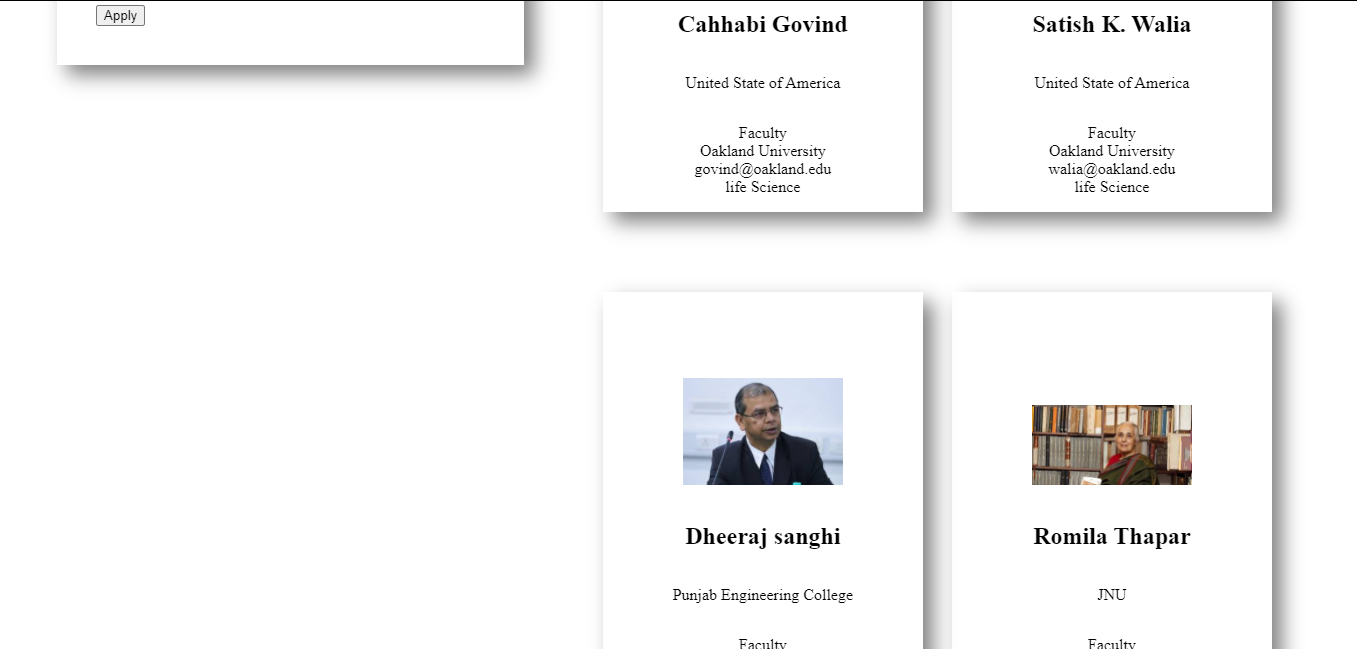 Apply
Cahhabi Govind
United State of America
Faculty
Oakland University
govind@oakland.edu
life Science
Satish K. Walia
United State of America
Faculty
Oakland University
walia@oakland.edu
life Science
Dheeraj sanghi
Punjab Engineering College
Faculty
Romila Thapar
JNU
Faculty